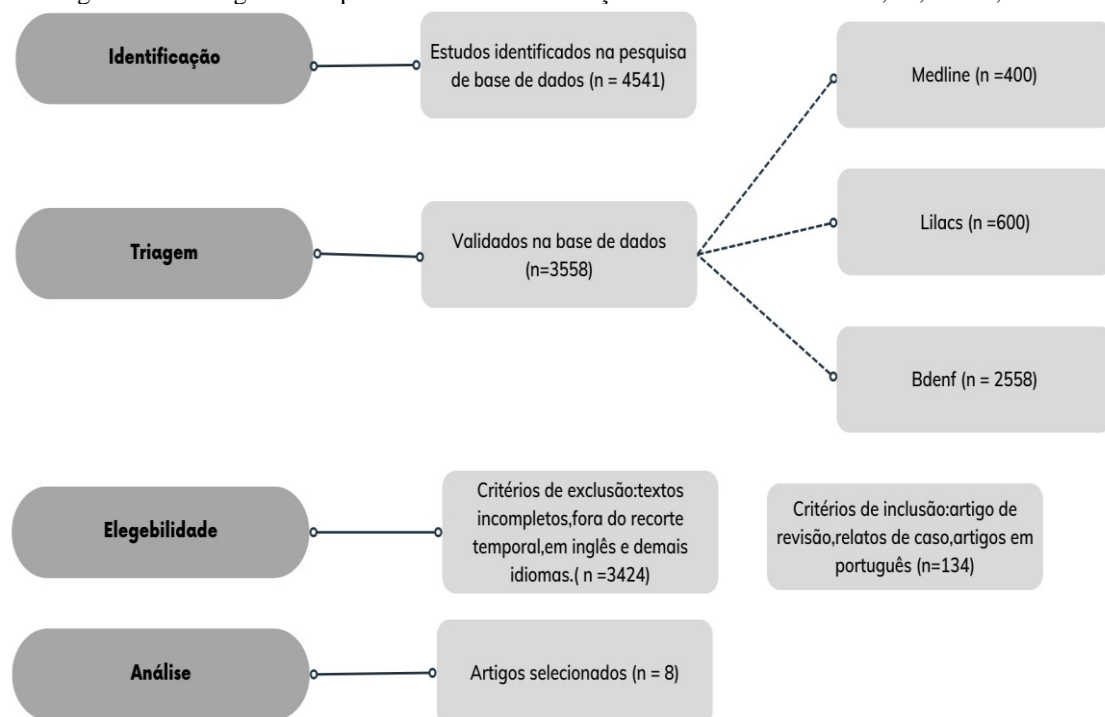 Identificação
Estudos identificados na pesquisa
de base de dados (n = 4541)
Medline (n =400)
Triagem
Validados na base de dados
(n=3558)
Lilacs (n =600)
Bdenf (n = 2558)
Elegebilidade
Critérios de exclusão:textos
incompletos,fora do recorte
temporal,em inglês e demais
idiomas.( n =3424)
Critérios de inclusão:artigo de
revisão,relatos de caso,artigos em
português (n=134)
Análise
Artigos selecionados (n = 8)